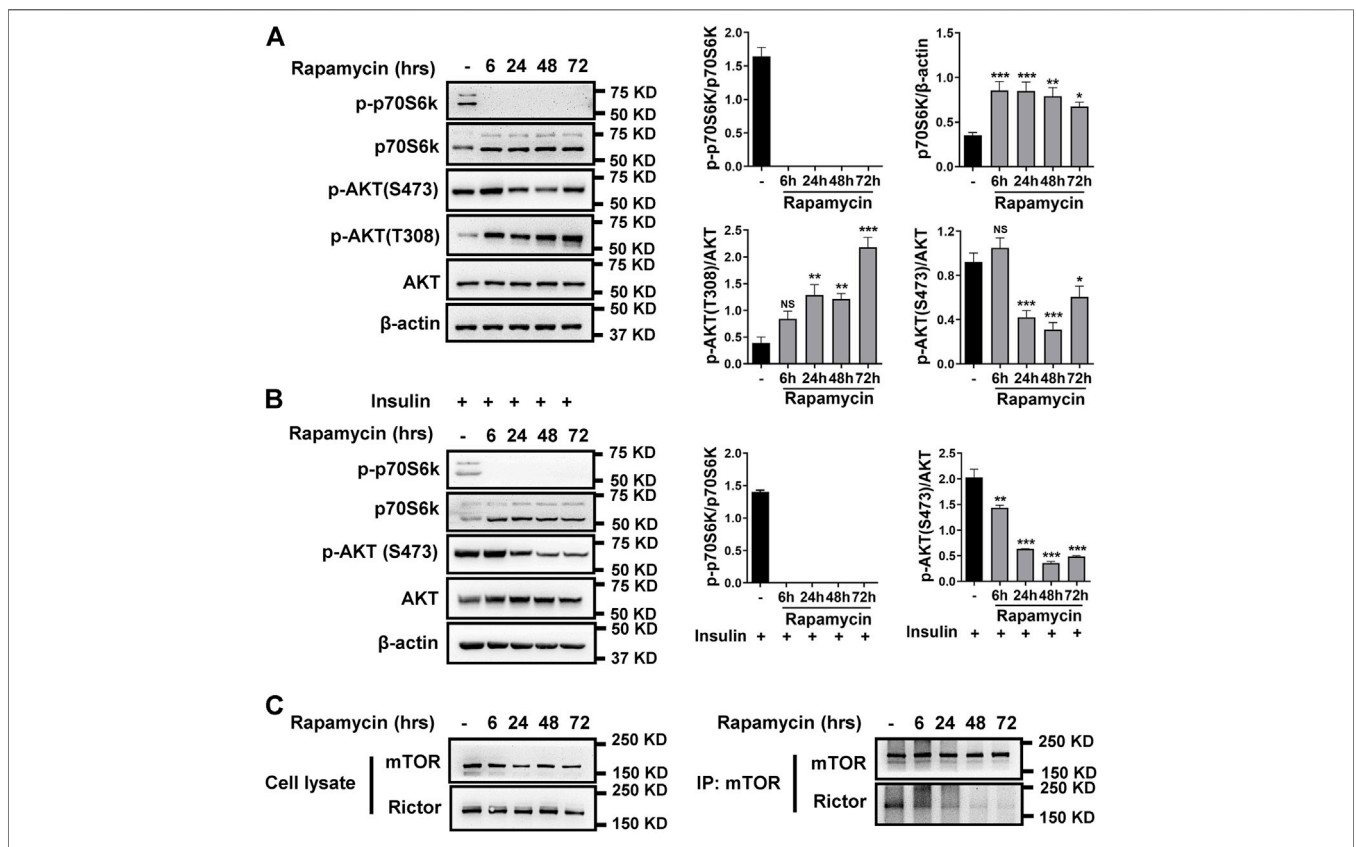 A
Rapamycin (hrs) - 6 24 48 72
p-p70S6k
75 KD
50 KD
p70S6k
75 KD
50 KD
p-AKT(S473)
75 KD
50 KD
p-AKT(T308)
75 KD
50 KD
AKT
75 KD
50 KD
β-actin
50 KD
37 KD
p-p70S6K/p70S6K
2.0
1.5
1.0
0.5
0.0
- 6h 24h 48h 72h
Rapamycin
p70S6K/β-actin
1.5
1.0
0.5
0.0
*** *** ** *
- 6h 24h 48h 72h
Rapamycin
p-AKT(T308)/AKT
2.5
2.0
1.5
1.0
0.5
0.0
NS ** ** ***
- 6h 24h 48h 72h
Rapamycin
p-AKT(S473)/AKT
1.2
0.8
0.4
0.0
NS *** *** *
- 6h 24h 48h 72h
Rapamycin
B
Insulin + + + + +
Rapamycin (hrs) - 6 24 48 72
p-p70S6k
75 KD
50 KD
p70S6k
75 KD
50 KD
p-AKT (S473)
75 KD
50 KD
AKT
75 KD
50 KD
β-actin
50 KD
37 KD
p-p70S6K/p70S6K
2.0
1.5
1.0
0.5
0.0
- 6h 24h 48h 72h
Rapamycin
Insulin + + + + +
p-AKT(S473)/AKT
2.5
2.0
1.5
1.0
0.5
0.0
** *** *** ***
- 6h 24h 48h 72h
Rapamycin
Insulin + + + + +
C
Rapamycin (hrs) - 6 24 48 72
Cell lysate
mTOR
250 KD
150 KD
Rictor
250 KD
150 KD
Rapamycin (hrs) - 6 24 48 72
IP: mTOR
mTOR
250 KD
150 KD
Rictor
250 KD
150 KD